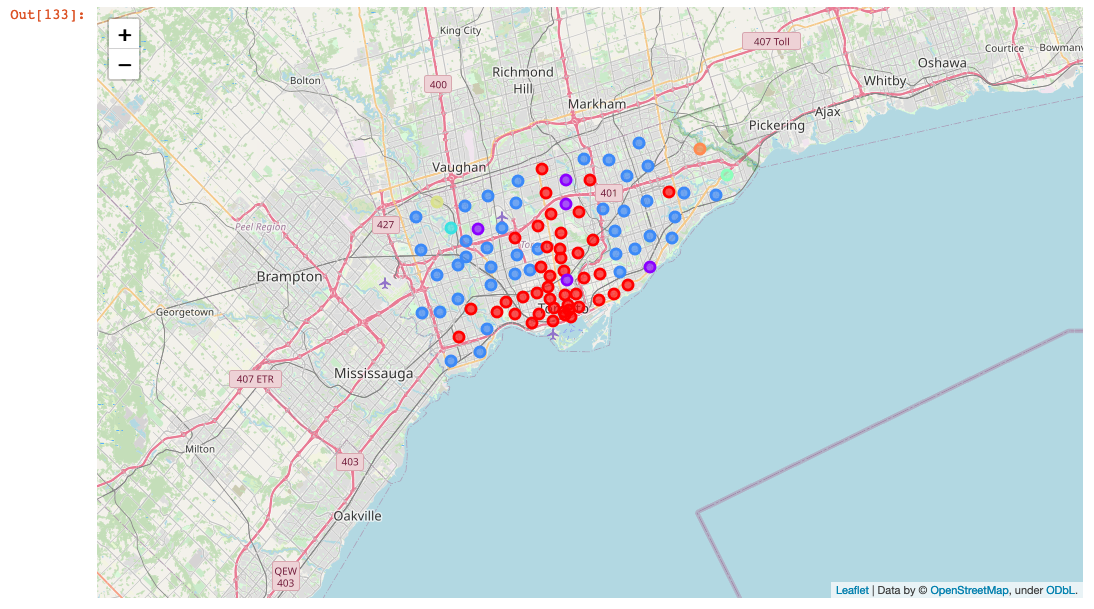 Out[133]:
+
−
King City
407 Toll
Courtice
Bowmanv
Oshawa
Whitby
Bolton
400
Richmond
Hill
Markham
Ajax
Pickering
Vaughan
401
427
Peel Region
Brampton
Georgetown
407 ETR
Mississauga
Milton
403
Oakville
QEW
403
Leaflet | Data by © OpenStreetMap, under ODbL.